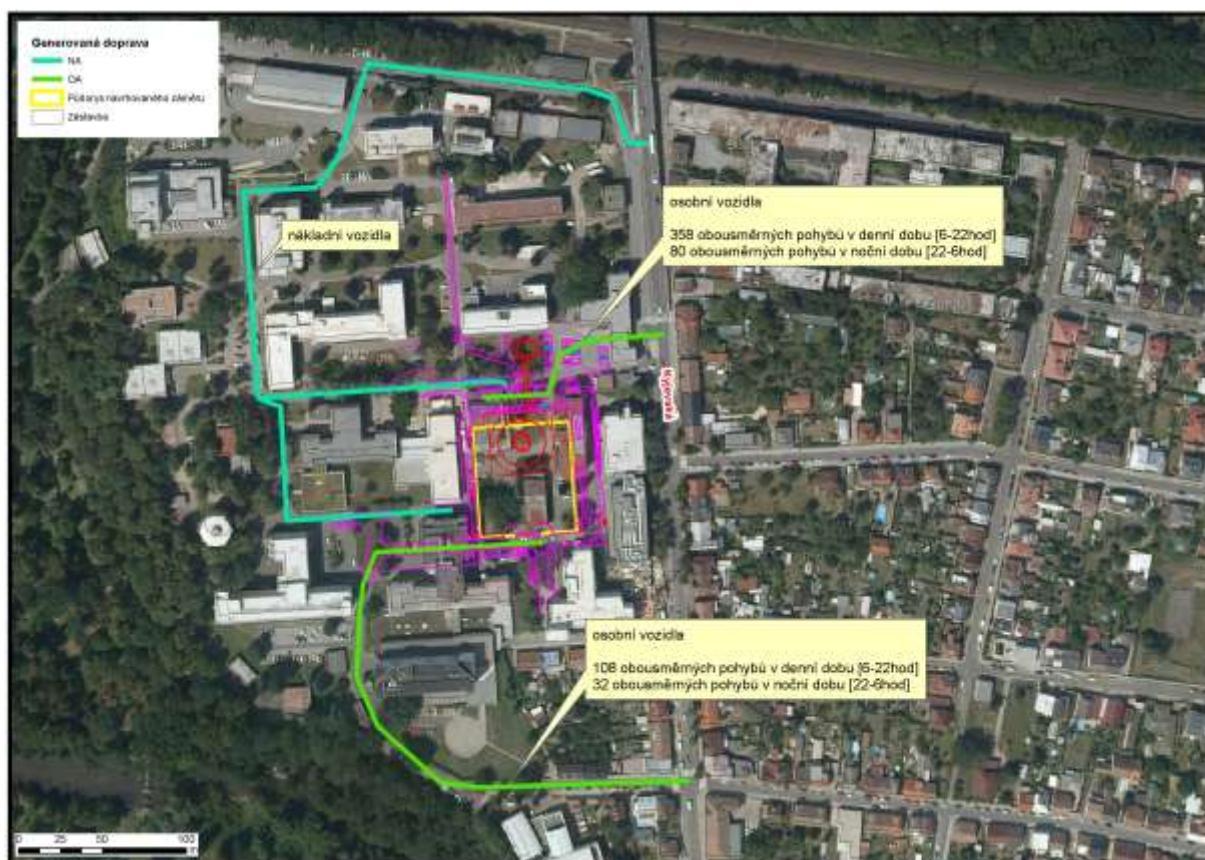 Generovaná doprava
NA
OA
Půdorys navrhovaného záměru
Zástavba
nákladní vozidla
osobní vozidla
358 obousměrných pohybů v denní dobu [6-22hod]
80 obousměrných pohybů v noční dobu [22-6hod]
osobní vozidla
108 obousměrných pohybů v denní dobu [6-22hod]
32 obousměrných pohybů v noční dobu [22-6hod]
0 25 50 100